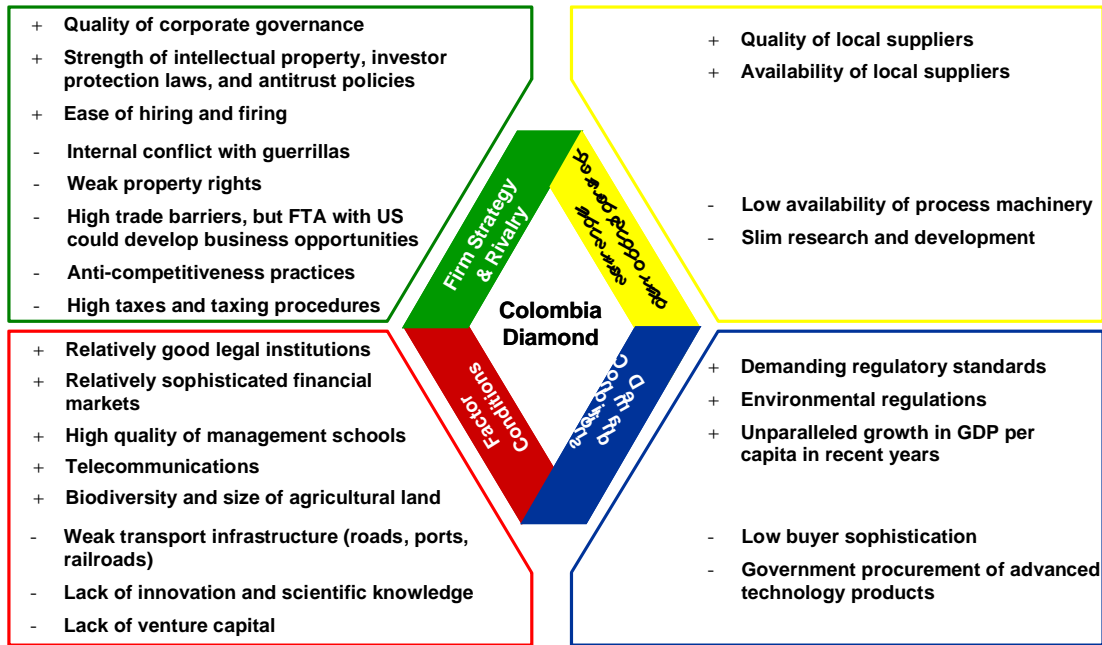 + Quality of corporate governance
+ Strength of intellectual property, investor
protection laws, and antitrust policies
+ Ease of hiring and firing
- Internal conflict with guerrillas
- Weak property rights
- High trade barriers, but FTA with US
could develop business opportunities
- Anti-competitiveness practices
- High taxes and taxing procedures
+ Quality of local suppliers
+ Availability of local suppliers
- Low availability of process machinery
- Slim research and development
Firm Strategy
& Rivalry
Colombia
Diamond
Factor
Conditions
+ Relatively good legal institutions
+ Relatively sophisticated financial
markets
+ High quality of management schools
+ Telecommunications
+ Biodiversity and size of agricultural land
- Weak transport infrastructure (roads, ports,
railroads)
- Lack of innovation and scientific knowledge
- Lack of venture capital
+ Demanding regulatory standards
+ Environmental regulations
+ Unparalleled growth in GDP per
capita in recent years
- Low buyer sophistication
- Government procurement of advanced
technology products